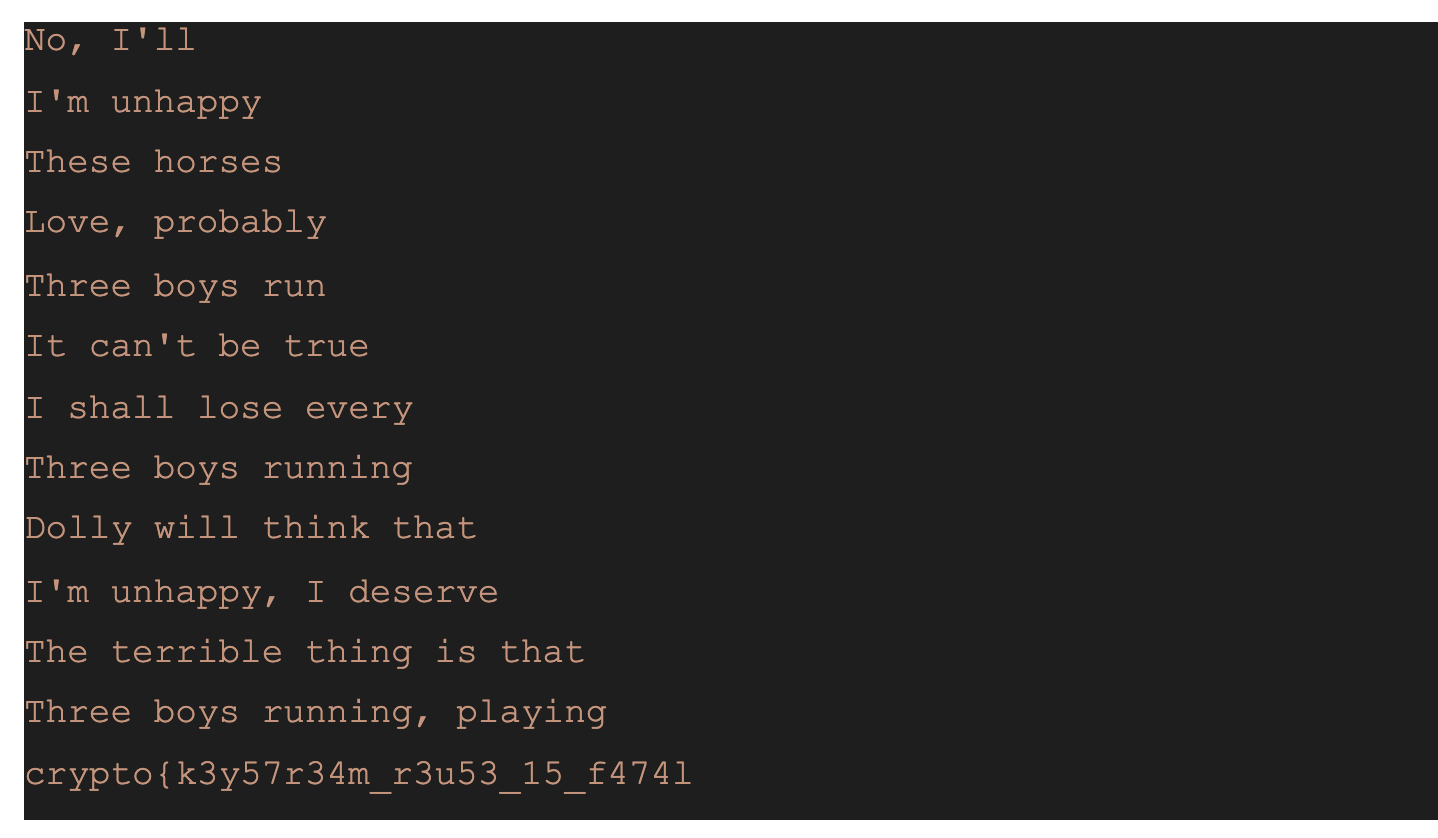 No, I'll
I'm unhappy
These horses
Love, probably
Three boys run
It can't be true
I shall lose every
Three boys running
Dolly will think that
I'm unhappy, I deserve
The terrible thing is that
Three boys running, playing
crypto{k3y57r34m_r3u53_15_f474l